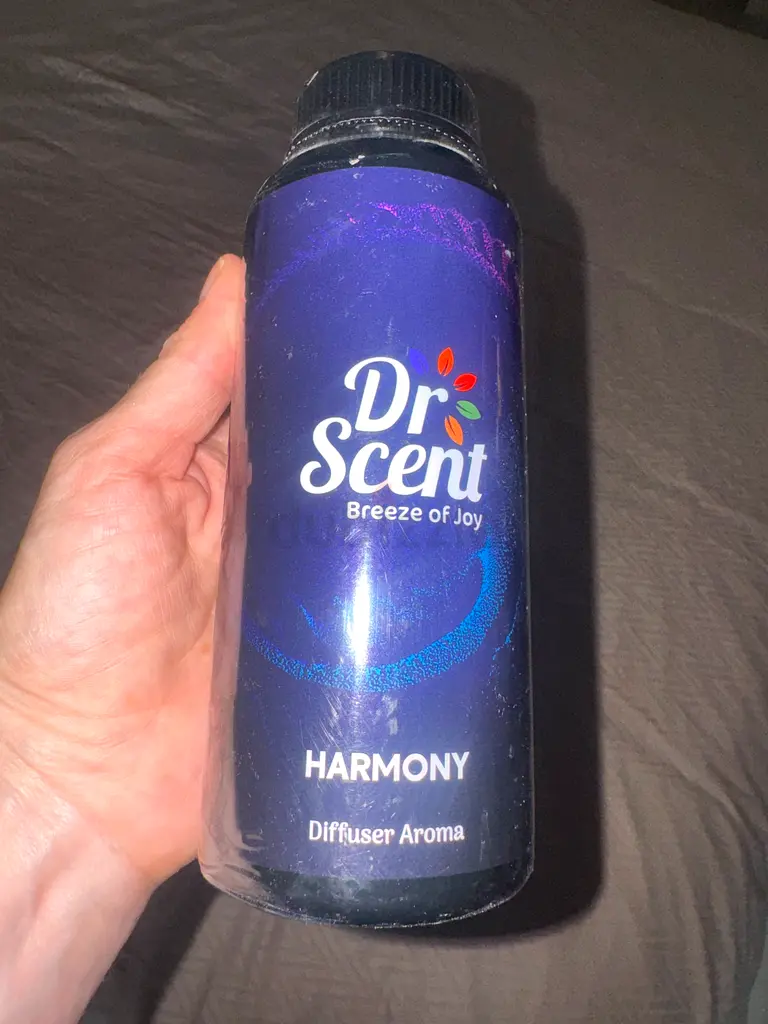 Dr
Scent
Breeze of Joy
HARMONY
Diffuser Aroma